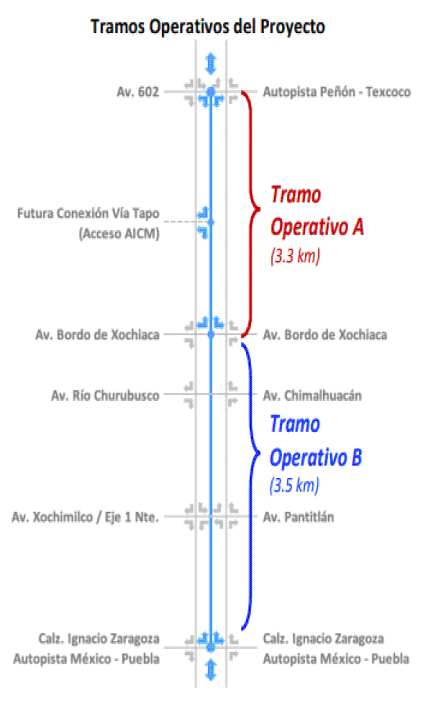 Tramos Operativos del Proyecto
Av. 602
Autopista Peñón - Texcoco
Tramo
Operativo A
(3.3 km)
Futura Conexión Vía Tapo
(Acceso AICM)
Av. Bordo de Xochiaca
Av. Bordo de Xochiaca
Av. Río Churubusco
Av. Chimalhuacán
Tramo
Operativo B
(3.5 km)
Av. Xochimilco / Eje 1 Nte.
Av. Pantitlán
Calz. Ignacio Zaragoza
Autopista México - Puebla
Calz. Ignacio Zaragoza
Autopista México - Puebla